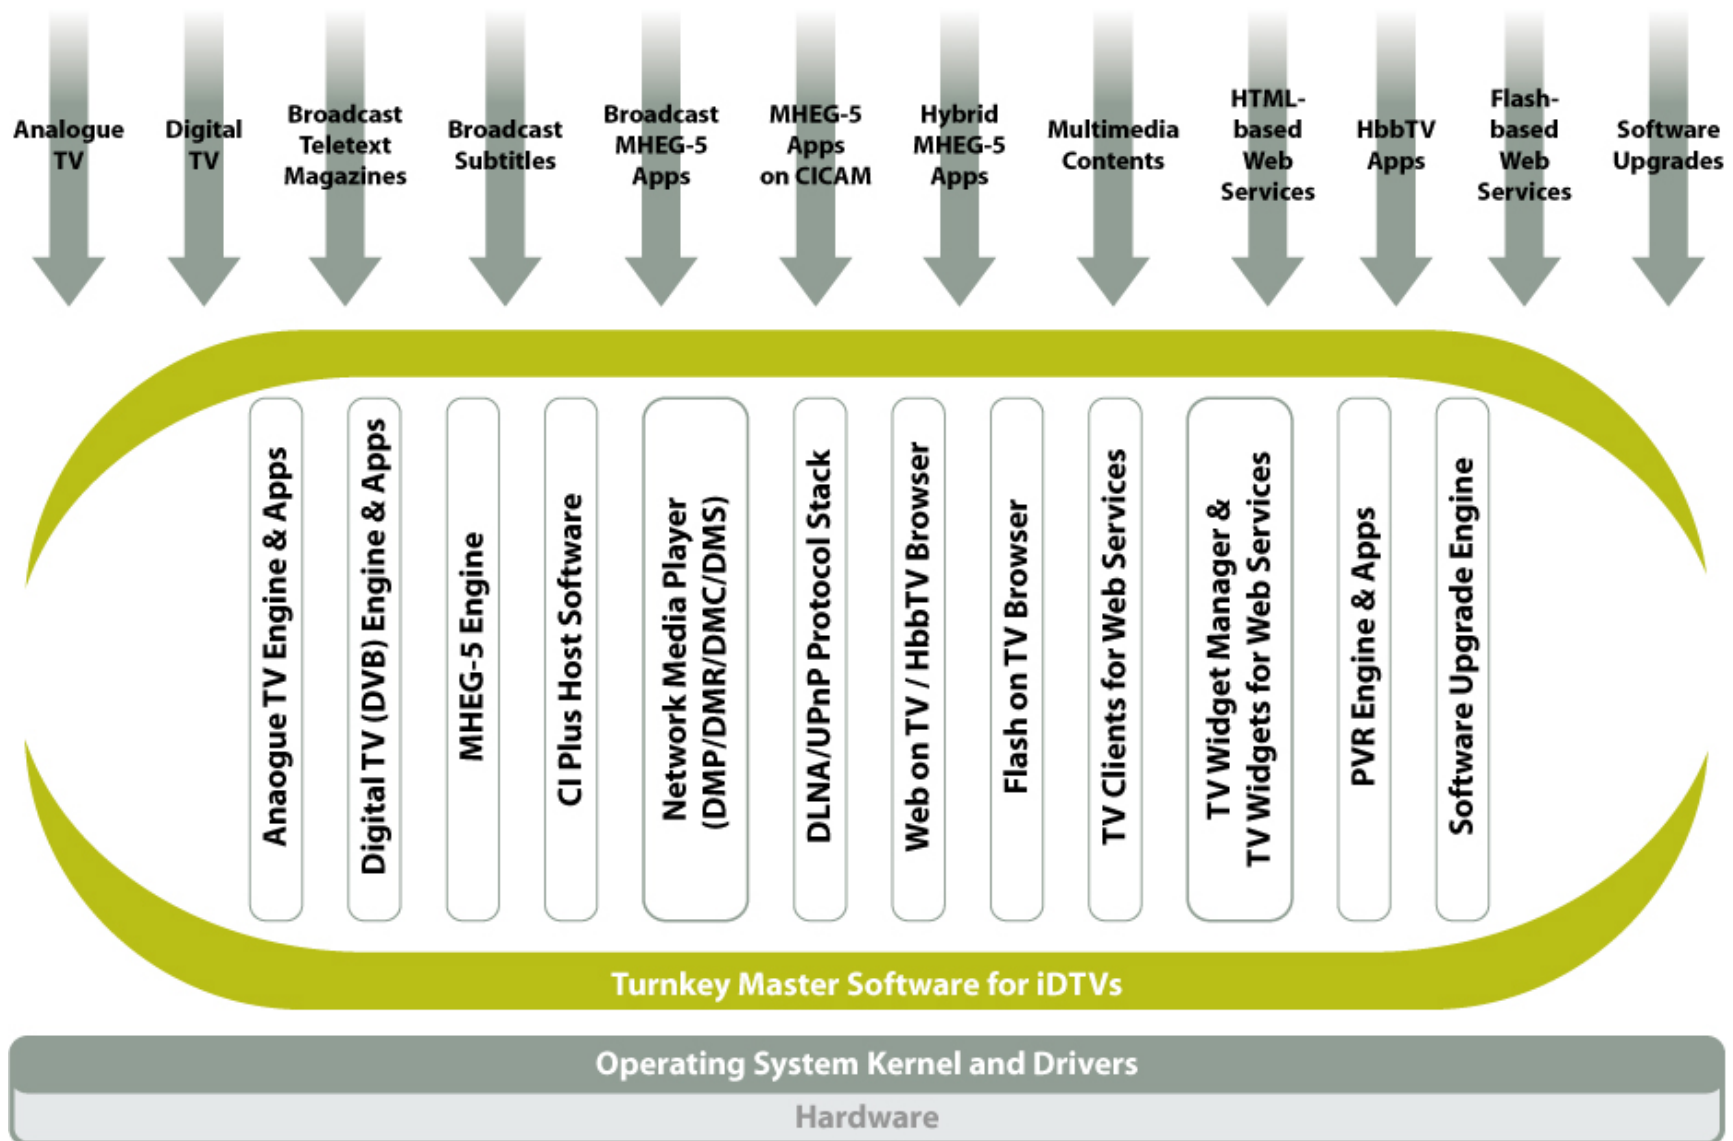 Analogue
TV
Digital
TV
Broadcast
Teletext
Magazines
Broadcast
Subtitles
Broadcast
MHEG-5
Apps
MHEG-5
Apps
on CICAM
Hybrid
MHEG-5
Apps
Multimedia
Contents
HTML-
based
Web
Services
HbbTV
Apps
Flash-
based
Web
Services
Software
Upgrades
Anaogue TV Engine & Apps
Digital TV (DVB) Engine & Apps
MHEG-5 Engine
CI Plus Host Software
Network Media Player
(DMP/DMR/DMC/DMS)
DLNA/UPnP Protocol Stack
Web on TV / HbbTV Browser
Flash on TV Browser
TV Clients for Web Services
TV Widget Manager &
TV Widgets for Web Services
PVR Engine & Apps
Software Upgrade Engine
Turnkey Master Software for iDTVs
Operating System Kernel and Drivers
Hardware